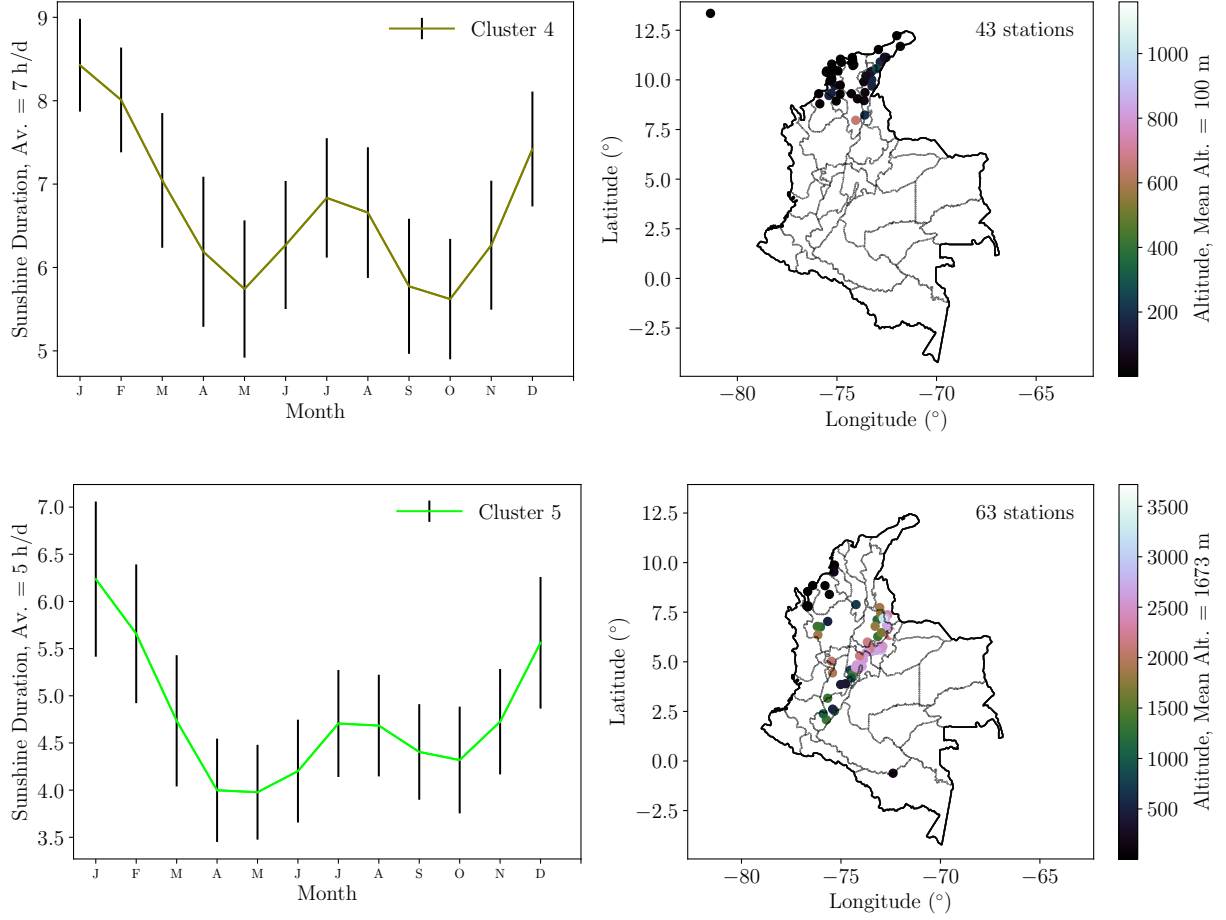 9
8
7
6
5
Sunshine Duration, Av. = 7 h/d
Cluster 4
J F M A M J J A S O N D
Month
12.5
10.0
7.5
5.0
2.5
0.0
−2.5
Latitude (°)
43 stations
−80 −75 −70 −65
Longitude (°)
1000
800
600
400
200
Altitude, Mean Alt. = 100 m
7.0
6.5
6.0
5.5
5.0
4.5
4.0
3.5
Sunshine Duration, Av. = 5 h/d
Cluster 5
J F M A M J J A S O N D
Month
12.5
10.0
7.5
5.0
2.5
0.0
−2.5
Latitude (°)
63 stations
−80 −75 −70 −65
Longitude (°)
3500
3000
2500
2000
1500
1000
500
Altitude, Mean Alt. = 1673 m